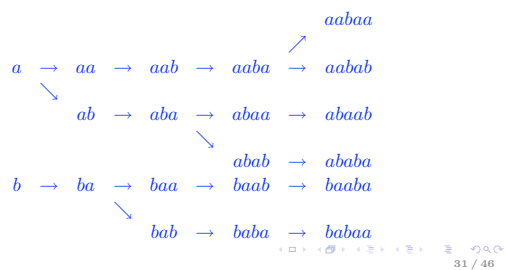 aabaa
a → aa → aab → aaba → aabab
ab → aba → abaa → abaab
abab → ababa
b → ba → baa → baab → baaba
bab → baba → babaa
31 / 46